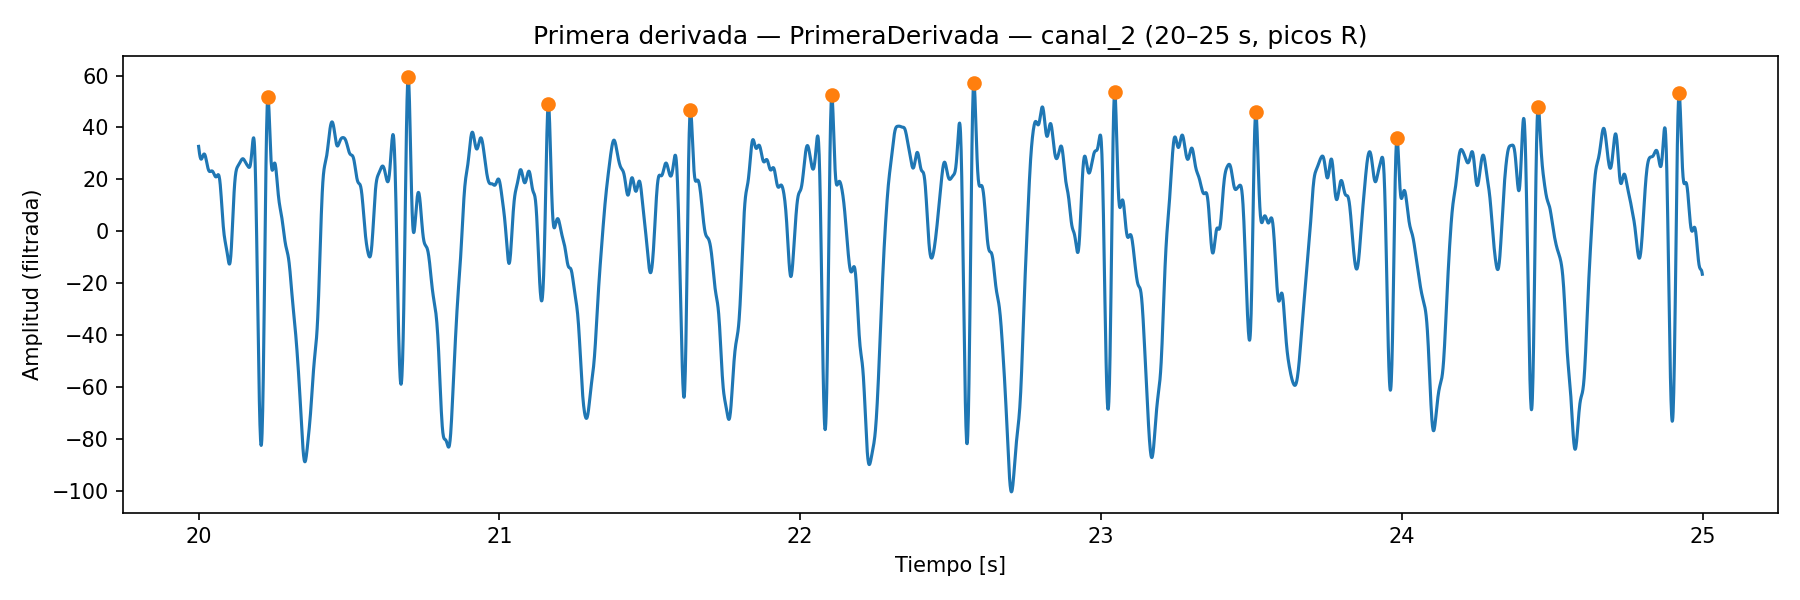 Primera derivada — PrimeraDerivada — canal_2 (20–25 s, picos R)
Amplitud (filtrada)
60
40
20
0
−20
−40
−60
−80
−100
20 21 22 23 24 25
Tiempo [s]